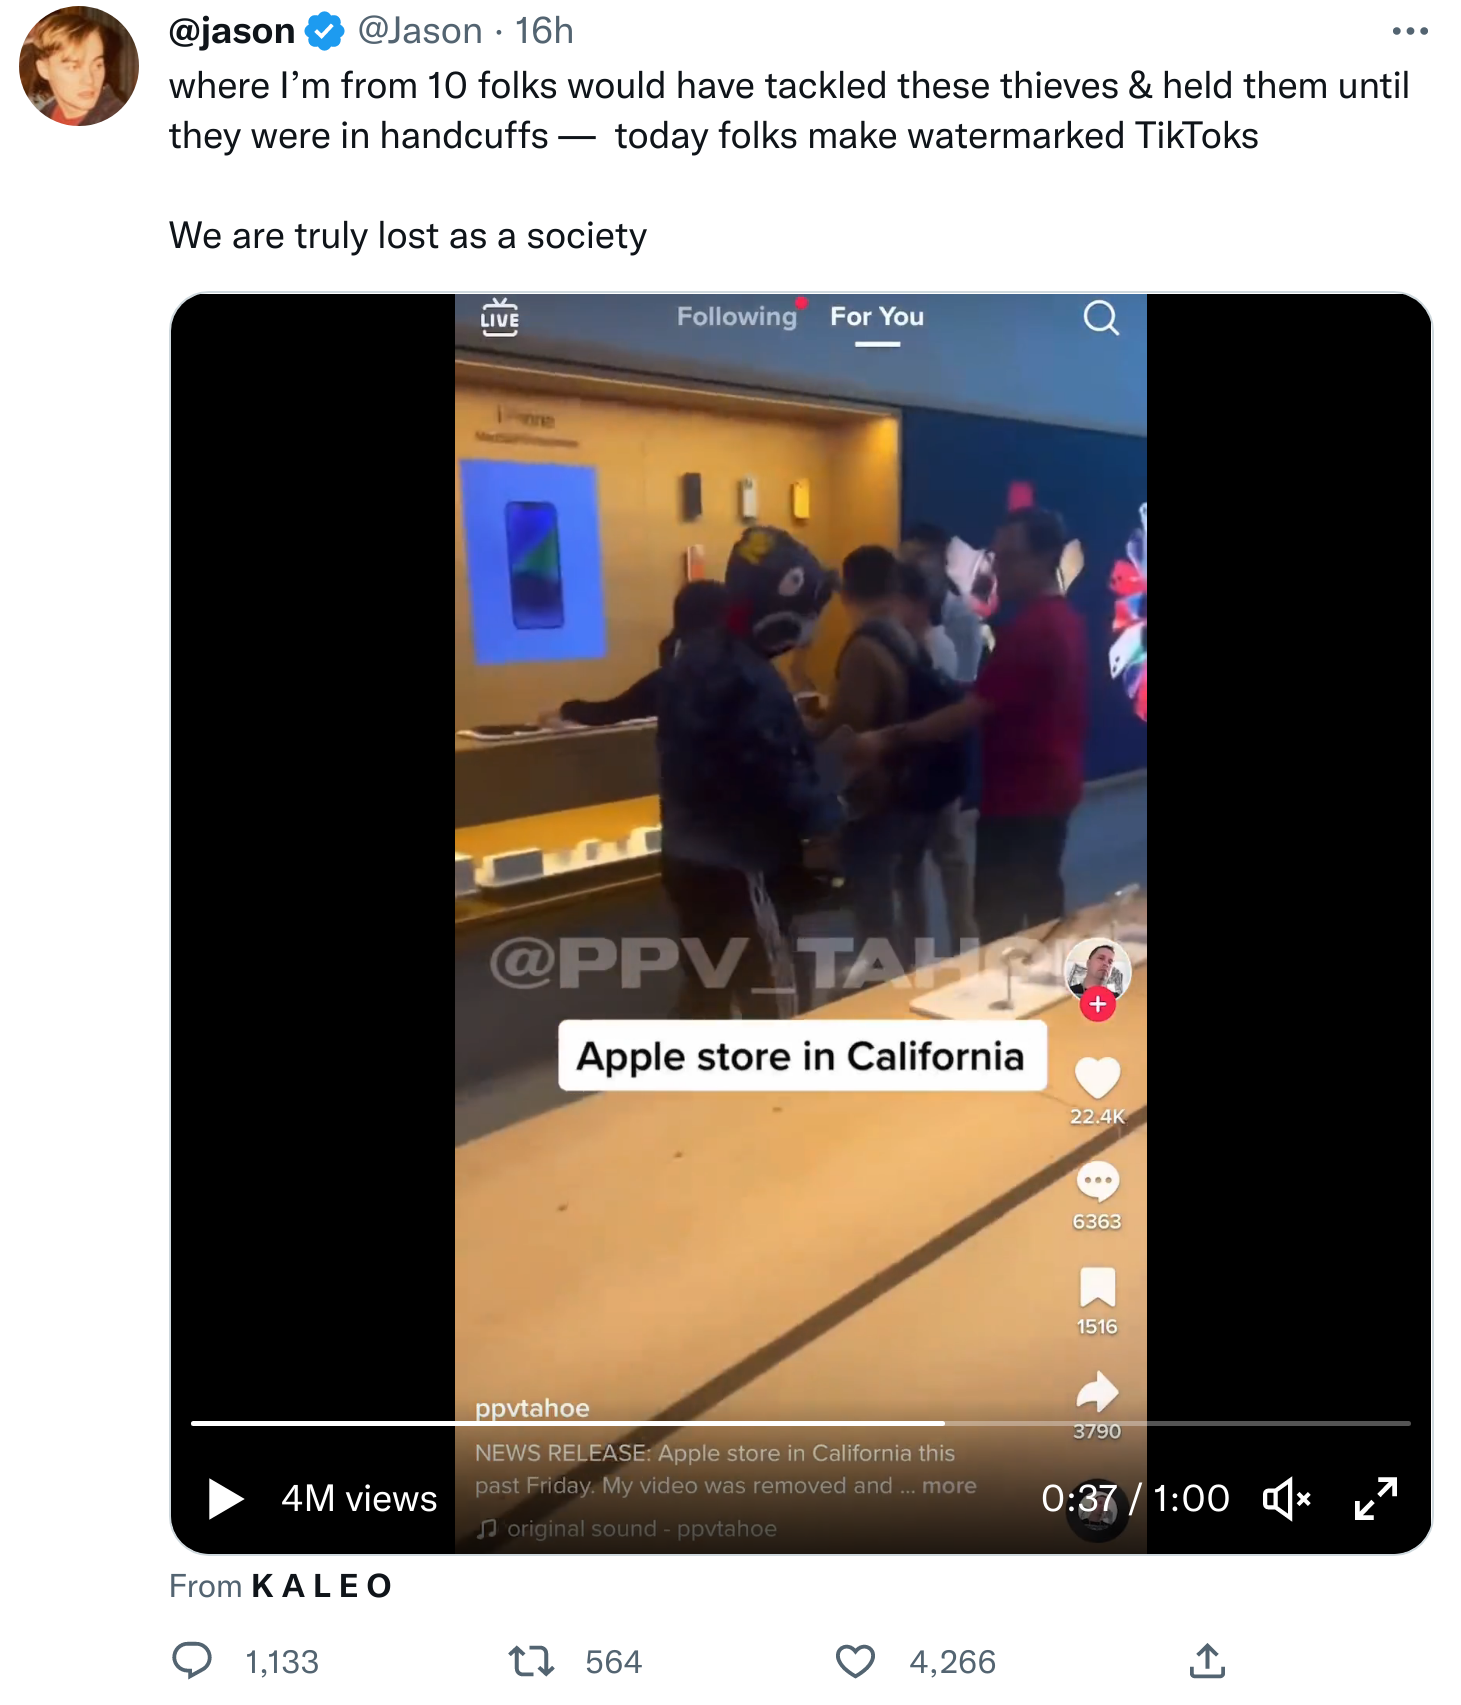 @jason @Jason · 16h
where I’m from 10 folks would have tackled these thieves & held them until
they were in handcuffs — today folks make watermarked TikToks
We are truly lost as a society
LIVE
Following For You
@PPV_TAHO
Apple store in California
22.4K
6363
1516
3790
ppvtahoe
NEWS RELEASE: Apple store in California this
past Friday. My video was removed and ... more
original sound - ppvtahoe
4M views
0:37 / 1:00
From K A L E O
1,133 564 4,266